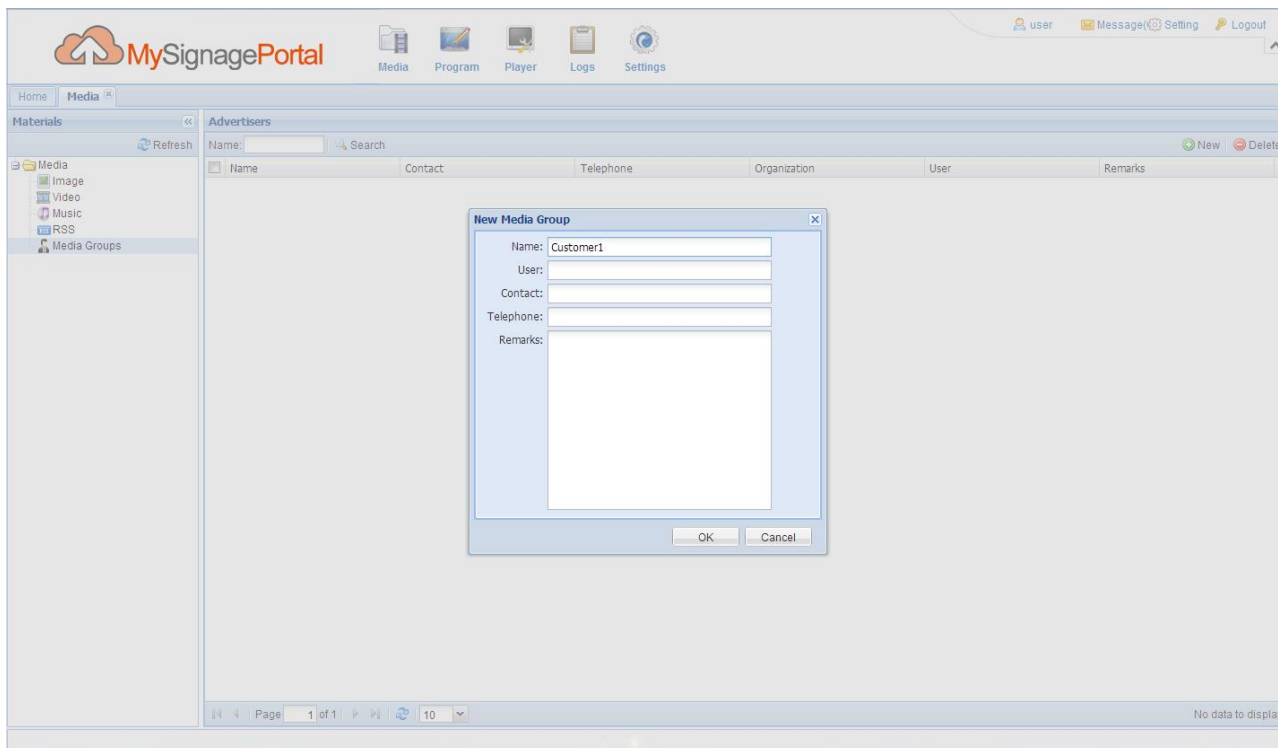 user Message( Setting Logout
MySignagePortal
Media Program Player Logs Settings
Home Media
Materials Advertisers
Refresh Name: Search New Delete
Media
Image
Video
Music
RSS
Media Groups
Name Contact Telephone Organization User Remarks
New Media Group
Name: Customer1
User:
Contact:
Telephone:
Remarks:
OK Cancel
Page 1 of 1 10 No data to displa